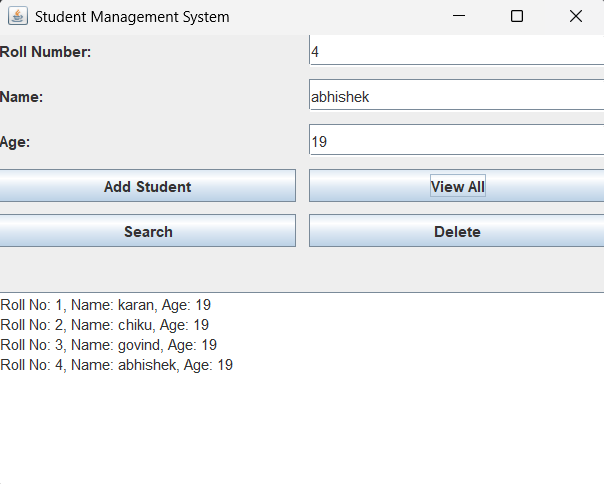 Student Management System
Roll Number: 4
Name: abhishek
Age: 19
Add Student View All
Search Delete
Roll No: 1, Name: karan, Age: 19
Roll No: 2, Name: chiku, Age: 19
Roll No: 3, Name: govind, Age: 19
Roll No: 4, Name: abhishek, Age: 19